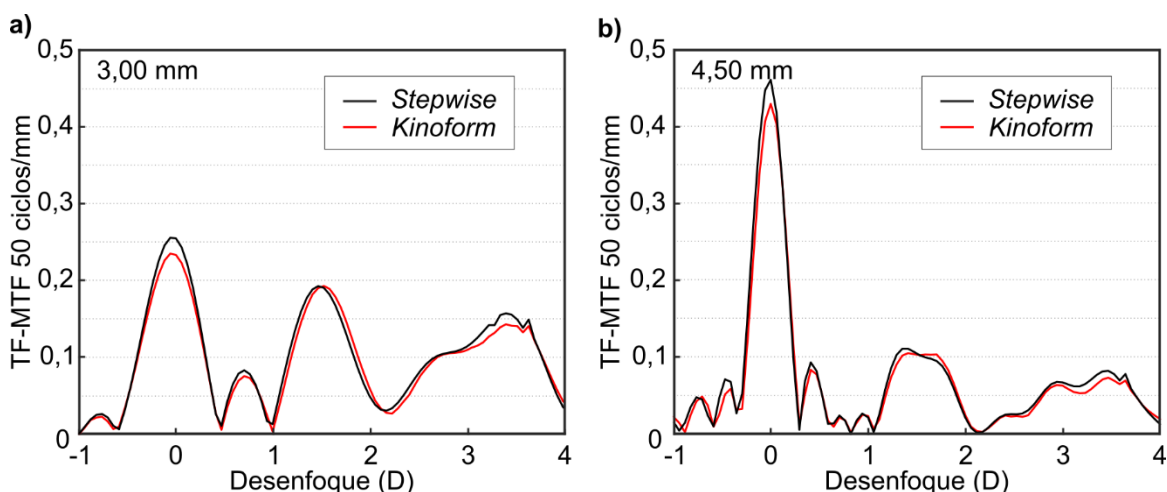 a)
3,00 mm
Stepwise
Kinoform
TF-MTF 50 ciclos/mm
0,5
0,4
0,3
0,2
0,1
0
-1 0 1 2 3 4
Desenfoque (D)
b)
4,50 mm
Stepwise
Kinoform
TF-MTF 50 ciclos/mm
0,5
0,4
0,3
0,2
0,1
0
-1 0 1 2 3 4
Desenfoque (D)